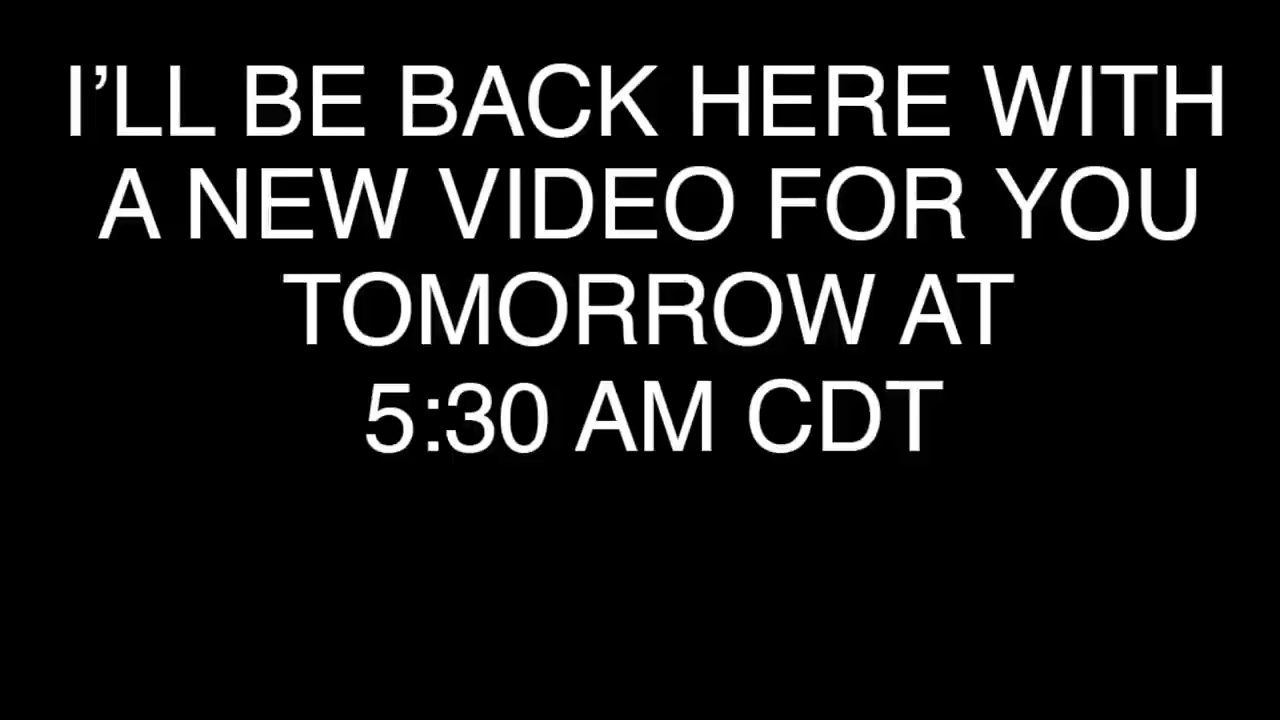 I’LL BE BACK HERE WITH
A NEW VIDEO FOR YOU
TOMORROW AT
5:30 AM CDT